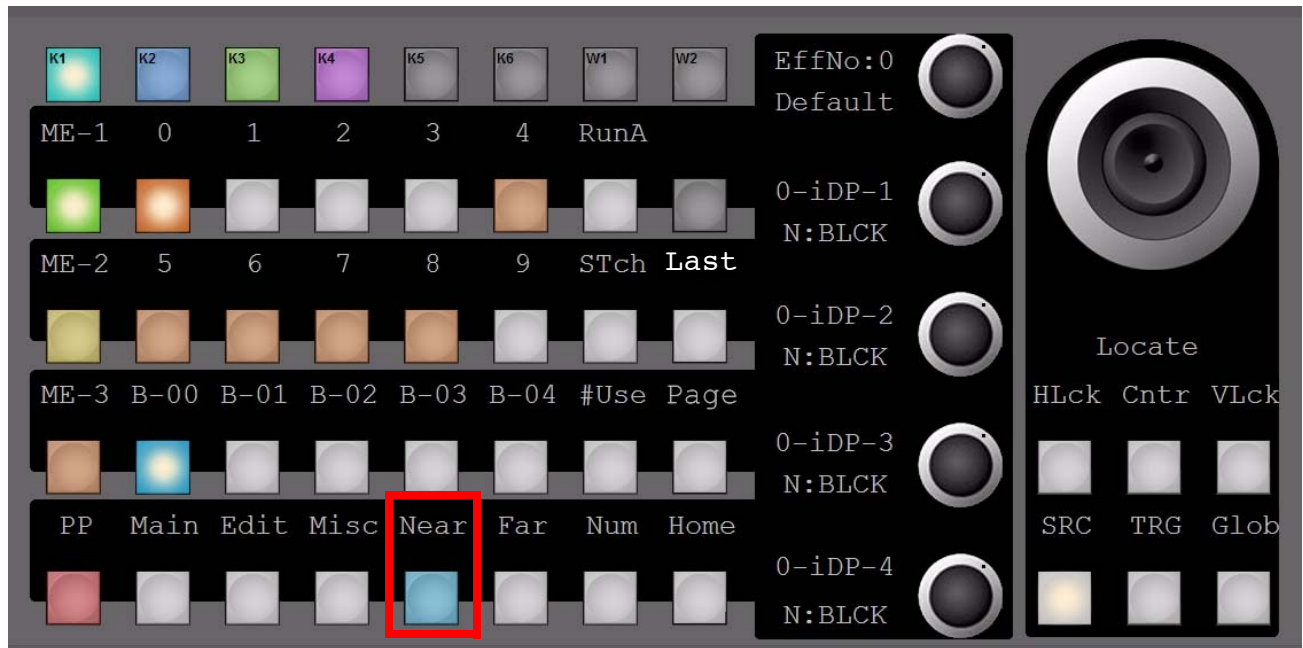 K1 K2 K3 K4 K5 K6 W1 W2
ME-1 0 1 2 3 4 RunA
ME-2 5 6 7 8 9 STch Last
ME-3 B-00 B-01 B-02 B-03 B-04 #Use Page
PP Main Edit Misc Near Far Num Home
EffNo:0
Default
0-iDP-1
N:BLCK
0-iDP-2
N:BLCK
0-iDP-3
N:BLCK
0-iDP-4
N:BLCK
Locate
HLck Cntr VLck
SRC TRG Glob